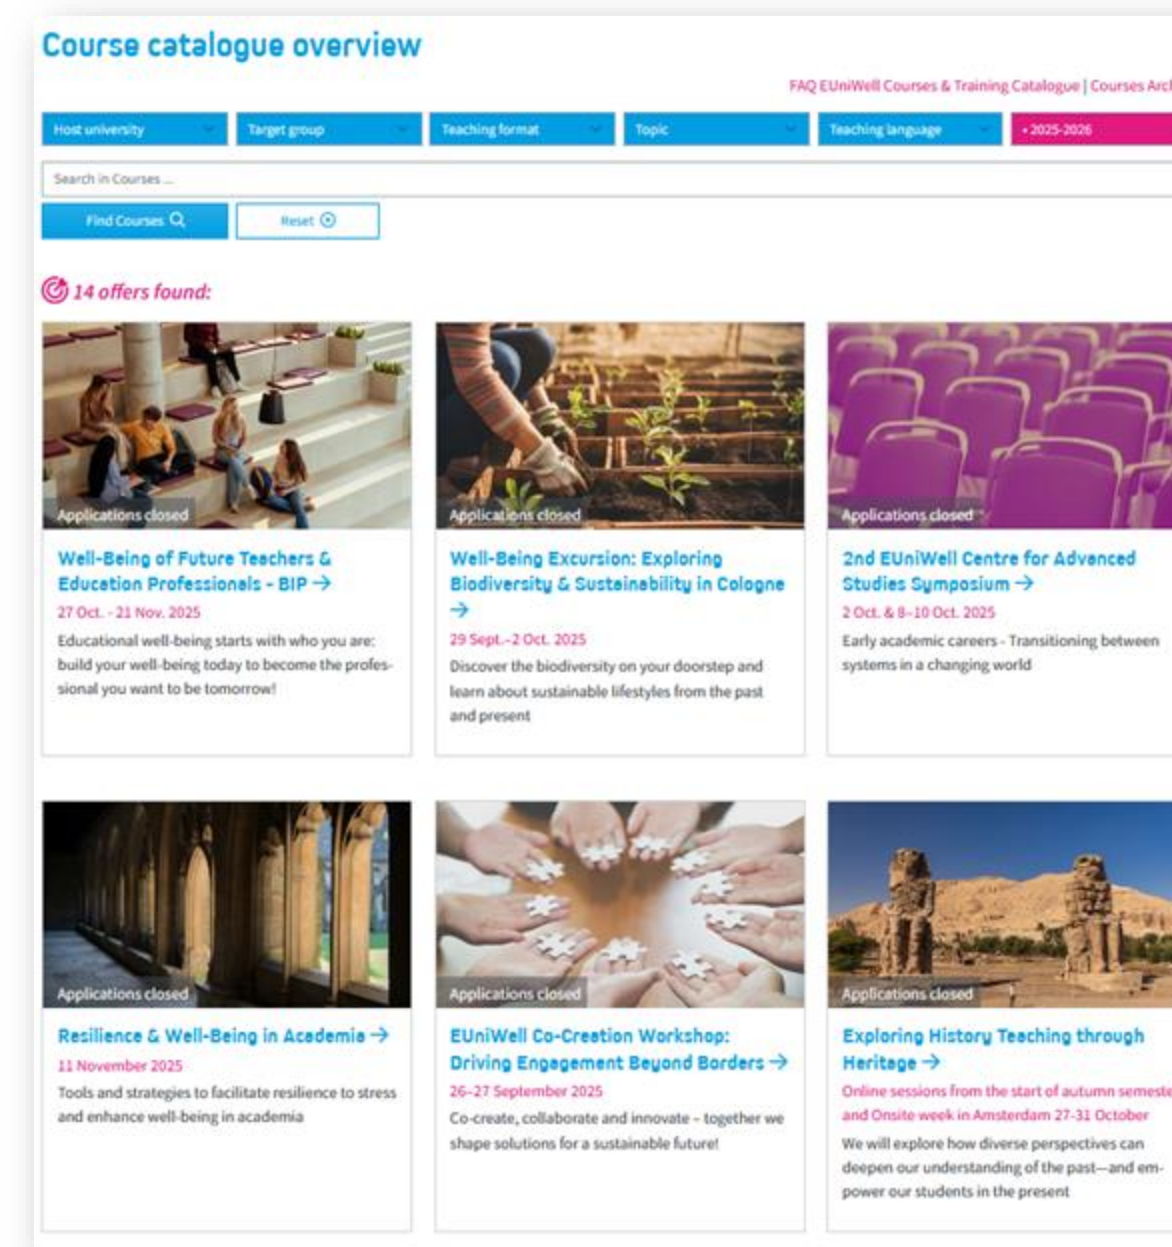 Course catalogue overview
FAQ EUniWell Courses & Training Catalogue | Courses
Host university
Target group
Teaching format
Topic
Teaching language
• 2025-2026
Search in Courses ...
Find Courses
Reset
14 offers found:
Applications closed
Well-Being of Future Teachers &
Education Professionals - BIP →
27 Oct. - 21 Nov. 2025
Educational well-being starts with who you are:
build your well-being today to become the profes-
sional you want to be tomorrow!
Applications closed
Well-Being Excursion: Exploring
Biodiversity & Sustainability in Cologne
→
29 Sept.–2 Oct. 2025
Discover the biodiversity on your doorstep and
learn about sustainable lifestyles from the past
and present
Applications closed
2nd EUniWell Centre for Advanced
Studies Symposium →
2 Oct. & 8–10 Oct. 2025
Early academic careers - Transitioning between
systems in a changing world
Applications closed
Resilience & Well-Being in Academia →
11 November 2025
Tools and strategies to facilitate resilience to stress
and enhance well-being in academia
Applications closed
EUniWell Co-Creation Workshop:
Driving Engagement Beyond Borders →
26–27 September 2025
Co-create, collaborate and innovate – together we
shape solutions for a sustainable future!
Applications closed
Exploring History Teaching through
Heritage →
Online sessions from the start of autumn
and Onsite week in Amsterdam 27-31 October
We will explore how diverse perspectives can
deepen our understanding of the past—and em-
power our students in the present